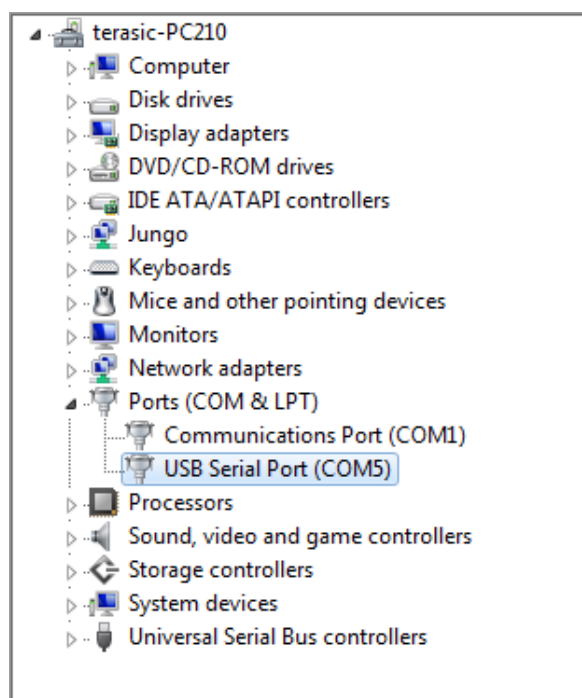 terasic-PC210
Computer
Disk drives
Display adapters
DVD/CD-ROM drives
IDE ATA/ATAPI controllers
Jungo
Keyboards
Mice and other pointing devices
Monitors
Network adapters
Ports (COM & LPT)
Communications Port (COM1)
USB Serial Port (COM5)
Processors
Sound, video and game controllers
Storage controllers
System devices
Universal Serial Bus controllers